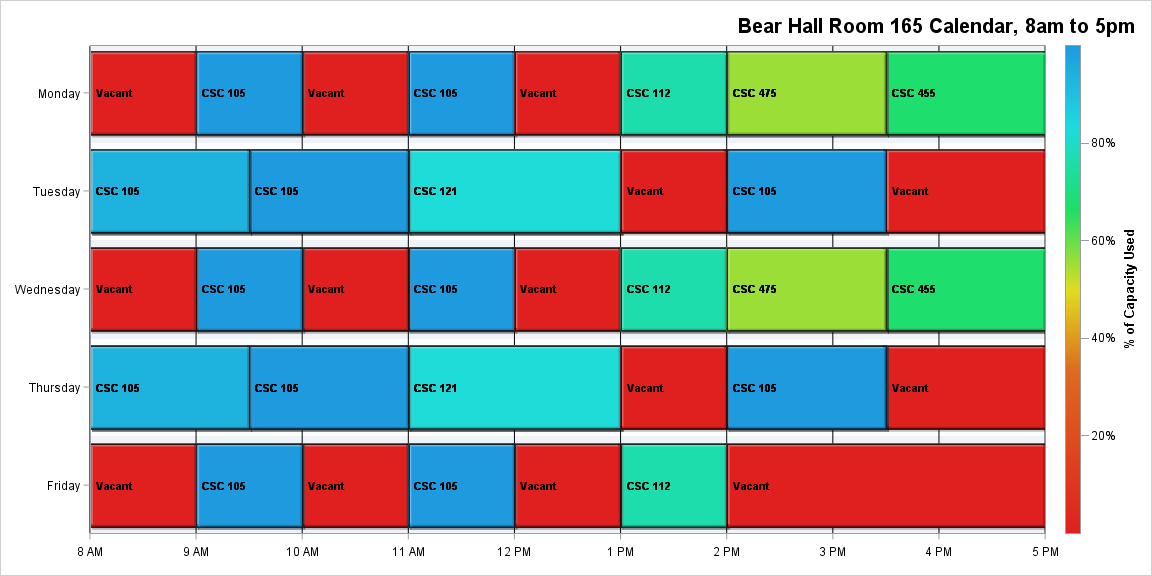 Bear Hall Room 165 Calendar, 8am to 5pm
Monday
Vacant
CSC 105
Vacant
CSC 105
Vacant
CSC 112
CSC 475
CSC 455
Tuesday
CSC 105
CSC 105
CSC 121
Vacant
CSC 105
Vacant
Wednesday
Vacant
CSC 105
Vacant
CSC 105
Vacant
CSC 112
CSC 475
CSC 455
Thursday
CSC 105
CSC 105
CSC 121
Vacant
CSC 105
Vacant
Friday
Vacant
CSC 105
Vacant
CSC 105
Vacant
CSC 112
Vacant
8 AM
9 AM
10 AM
11 AM
12 PM
1 PM
2 PM
3 PM
4 PM
5 PM
80%
60%
40%
20%
% of Capacity Used